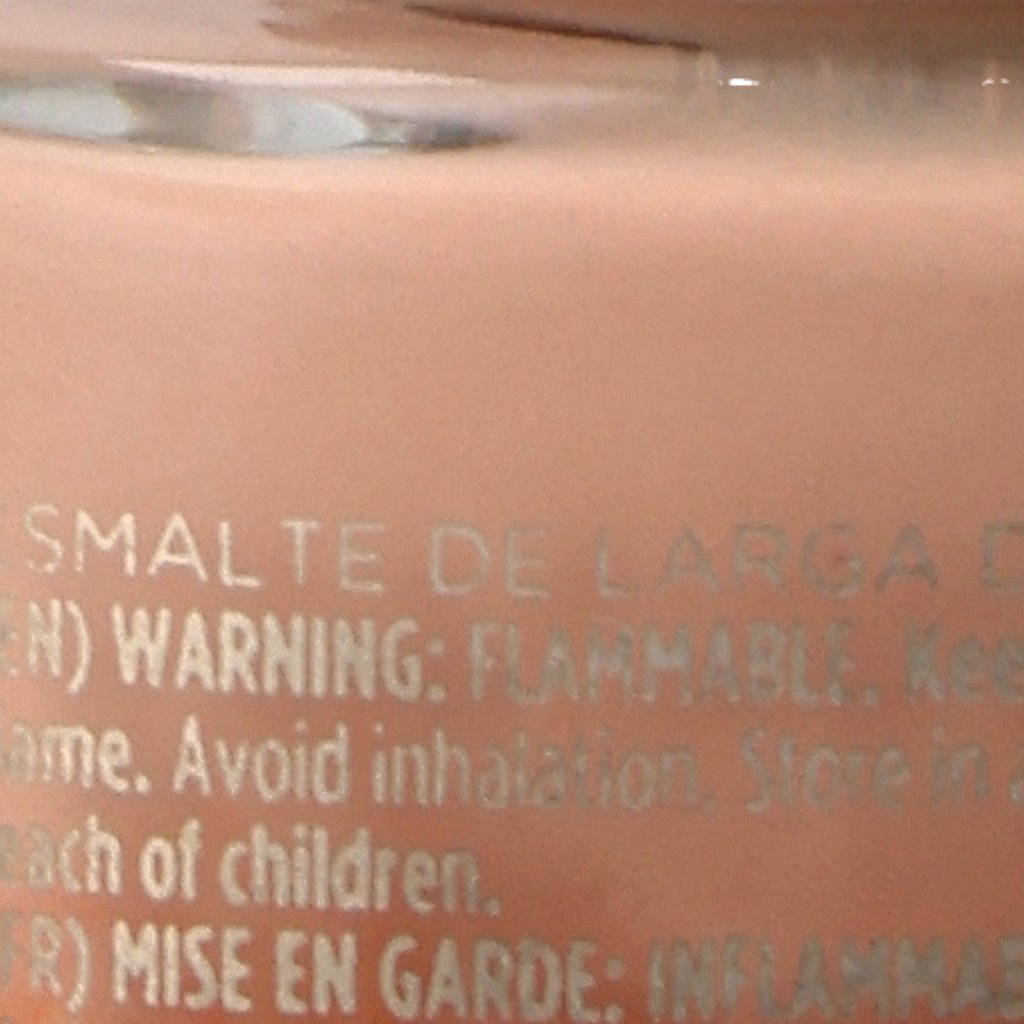 ESMALTE DE LARGA D
EN) WARNING: FLAMMABLE. Kee
ame. Avoid inhalation. Store in a
each of children.
FR) MISE EN GARDE: INFLAMMAB